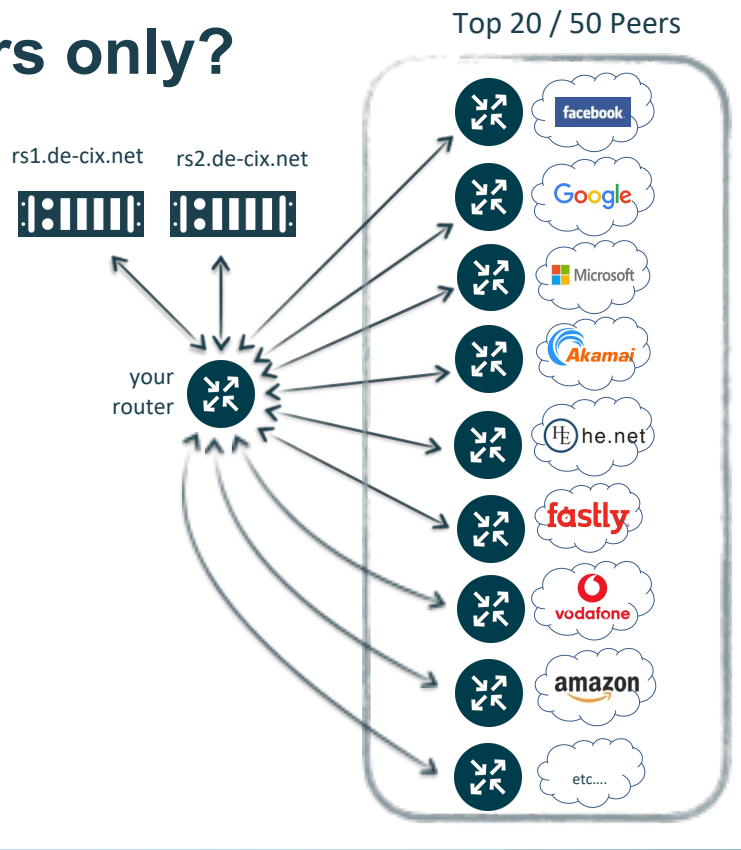 rs only?
Top 20 / 50 Peers
rs1.de-cix.net
rs2.de-cix.net
your
router
facebook
Google
Microsoft
Akamai
HE he.net
fastly
vodafone
amazon
etc....